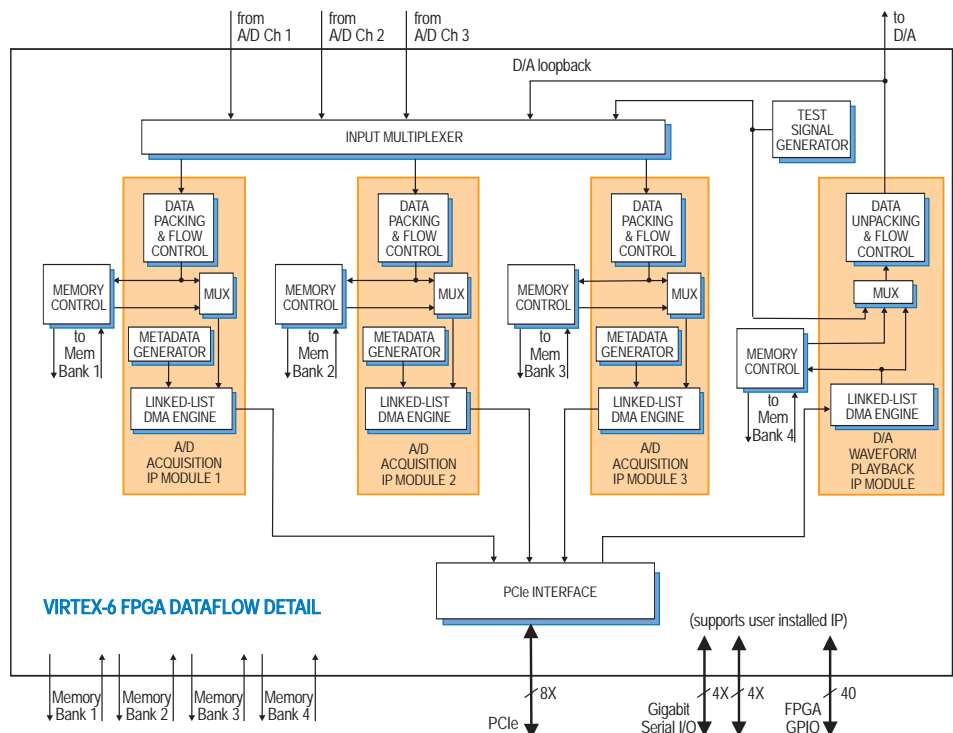 from
A/D Ch 1
from
A/D Ch 2
from
A/D Ch 3
to
D/A
D/A loopback
INPUT MULTIPLEXER
TEST
SIGNAL
GENERATOR
DATA
PACKING
& FLOW
CONTROL
MUX
MEMORY
CONTROL
to
Mem
Bank 1
METADATA
GENERATOR
LINKED-LIST
DMA ENGINE
A/D
ACQUISITION
IP MODULE 1
DATA
PACKING
& FLOW
CONTROL
MUX
MEMORY
CONTROL
to
Mem
Bank 2
METADATA
GENERATOR
LINKED-LIST
DMA ENGINE
A/D
ACQUISITION
IP MODULE 2
DATA
PACKING
& FLOW
CONTROL
MUX
MEMORY
CONTROL
to
Mem
Bank 3
METADATA
GENERATOR
LINKED-LIST
DMA ENGINE
A/D
ACQUISITION
IP MODULE 3
DATA
UNPACKING
& FLOW
CONTROL
MUX
MEMORY
CONTROL
to
Mem
Bank 4
LINKED-LIST
DMA ENGINE
D/A
WAVEFORM
PLAYBACK
IP MODULE
PCIe INTERFACE
VIRTEX-6 FPGA DATAFLOW DETAIL
(supports user installed IP)
Memory
Bank 1
Memory
Bank 2
Memory
Bank 3
Memory
Bank 4
8X
PCIe
4X
4X
Gigabit
Serial I/O
40
FPGA
GPIO